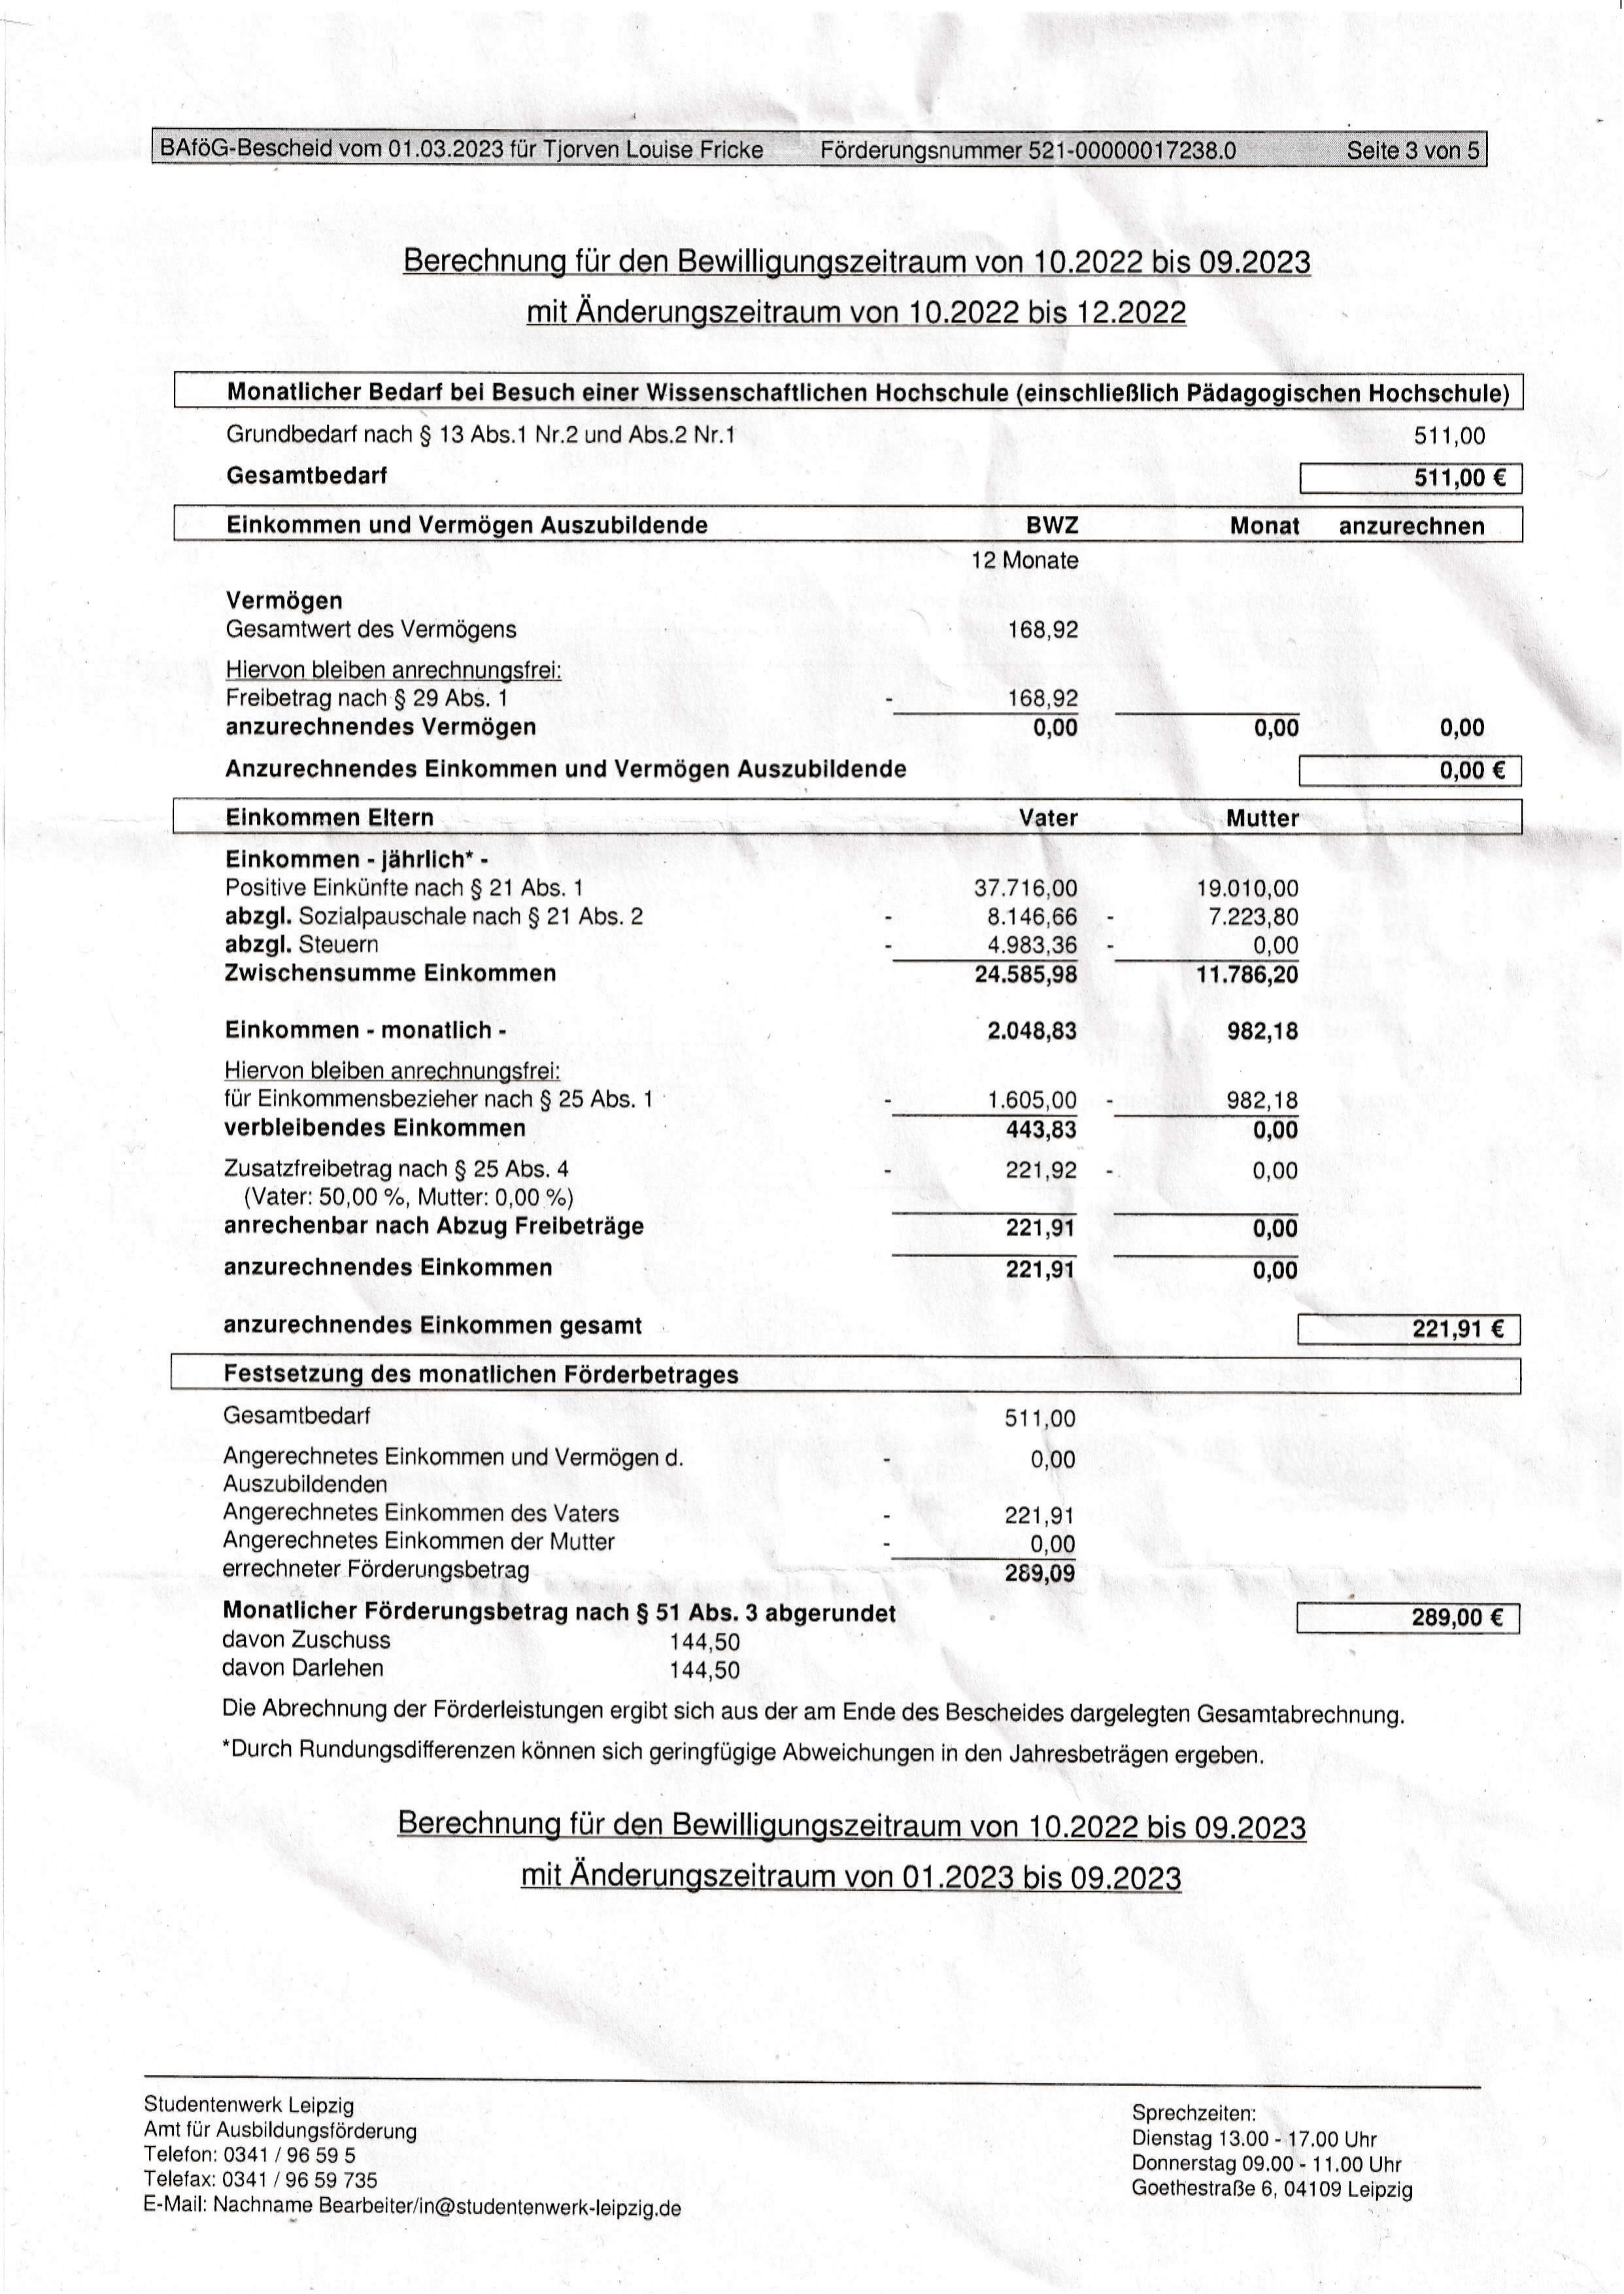 BAföG-Bescheid vom 01.03.2023 für Tjorven Louise Fricke Förderungsnummer 521-00000017238.0 Seite 3 von 5
Berechnung für den Bewilligungszeitraum von 10.2022 bis 09.2023
mit Änderungszeitraum von 10.2022 bis 12.2022
Monatlicher Bedarf bei Besuch einer Wissenschaftlichen Hochschule (einschließlich Pädagogischen Hochschule)
Grundbedarf nach § 13 Abs.1 Nr.2 und Abs.2 Nr.1 511,00
Gesamtbedarf 511,00 €
Einkommen und Vermögen Auszubildende BWZ Monat anzurechnen
12 Monate
Vermögen
Gesamtwert des Vermögens 168,92
Hiervon bleiben anrechnungsfrei:
Freibetrag nach § 29 Abs. 1 - 168,92
anzurechnendes Vermögen 0,00 0,00 0,00
Anzurechnendes Einkommen und Vermögen Auszubildende 0,00 €
Einkommen Eltern Vater Mutter
Einkommen - jährlich* -
Positive Einkünfte nach § 21 Abs. 1 37.716,00 19.010,00
abzgl. Sozialpauschale nach § 21 Abs. 2 - 8.146,66 - 7.223,80
abzgl. Steuern - 4.983,36 - 0,00
Zwischensumme Einkommen 24.585,98 11.786,20
Einkommen - monatlich - 2.048,83 982,18
Hiervon bleiben anrechnungsfrei:
für Einkommensbezieher nach § 25 Abs. 1 - 1.605,00 - 982,18
verbleibendes Einkommen 443,83 0,00
Zusatzfreibetrag nach § 25 Abs. 4 - 221,92 - 0,00
(Vater: 50,00 %, Mutter: 0,00 %)
anrechenbar nach Abzug Freibeträge 221,91 0,00
anzurechnendes Einkommen 221,91 0,00
anzurechnendes Einkommen gesamt 221,91 €
Festsetzung des monatlichen Förderbetrages
Gesamtbedarf 511,00
Angerechnetes Einkommen und Vermögen d. - 0,00
Auszubildenden
Angerechnetes Einkommen des Vaters - 221,91
Angerechnetes Einkommen der Mutter - 0,00
errechneter Förderungsbetrag 289,09
Monatlicher Förderungsbetrag nach § 51 Abs. 3 abgerundet 289,00 €
davon Zuschuss 144,50
davon Darlehen 144,50
Die Abrechnung der Förderleistungen ergibt sich aus der am Ende des Bescheides dargelegten Gesamtabrechnung.
*Durch Rundungsdifferenzen können sich geringfügige Abweichungen in den Jahresbeträgen ergeben.
Berechnung für den Bewilligungszeitraum von 10.2022 bis 09.2023
mit Änderungszeitraum von 01.2023 bis 09.2023
Studentenwerk Leipzig
Amt für Ausbildungsförderung
Telefon: 0341 / 96 59 5
Telefax: 0341 / 96 59 735
E-Mail: Nachname Bearbeiter/in@studentenwerk-leipzig.de
Sprechzeiten:
Dienstag 13.00 - 17.00 Uhr
Donnerstag 09.00 - 11.00 Uhr
Goethestraße 6, 04109 Leipzig